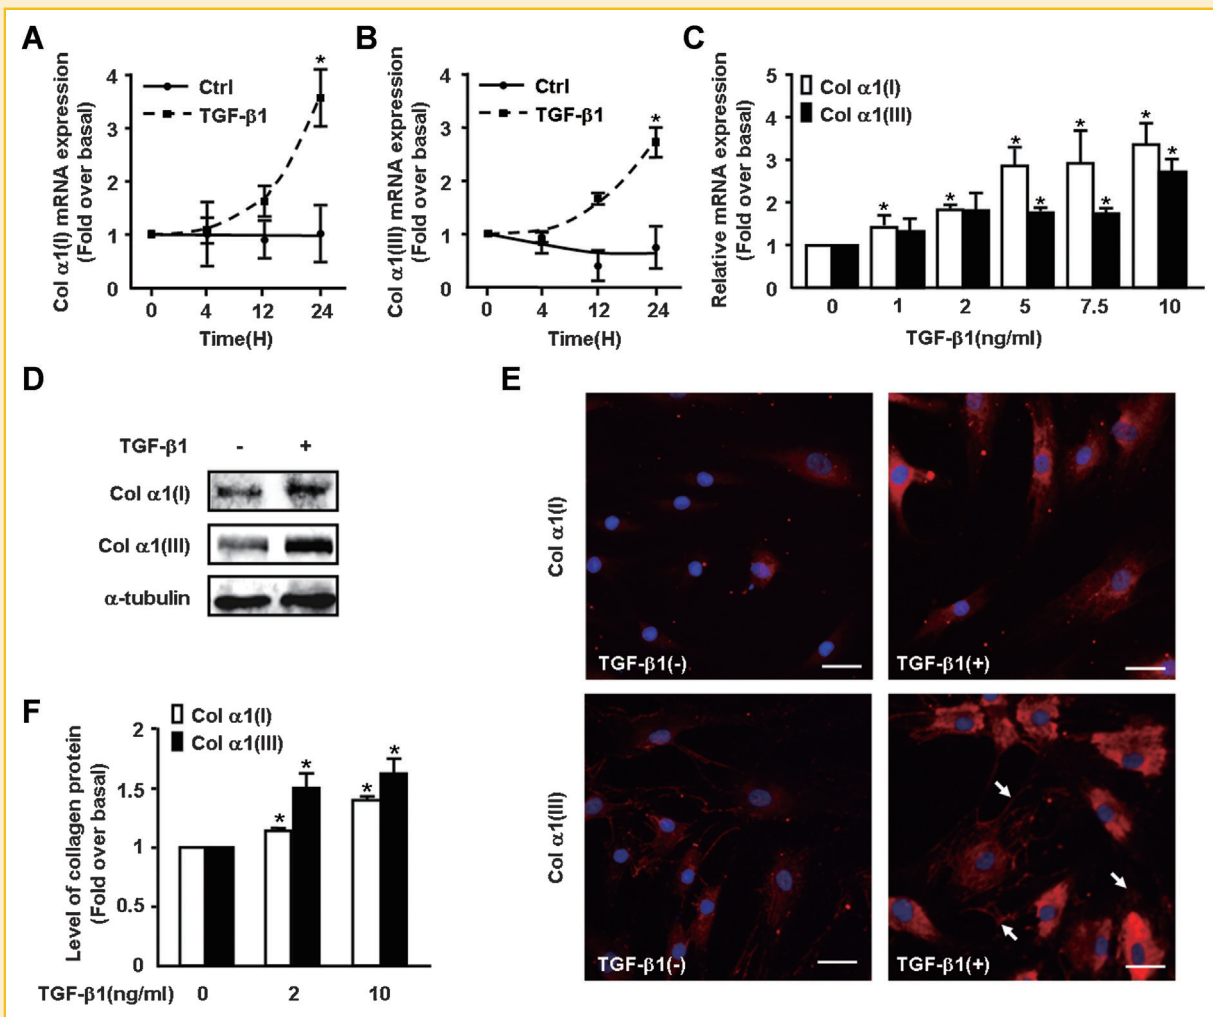 A
Col α1(I) mRNA expression
(Fold over basal)
4
3
2
1
0
Ctrl
TGF-β1
*
0 4 12 24
Time(H)
B
Col α1(III) mRNA expression
(Fold over basal)
4
3
2
1
0
Ctrl
TGF-β1
*
0 4 12 24
Time(H)
C
Relative mRNA expression
(Fold over basal)
5
4
3
2
1
0
Col α1(I)
Col α1(III)
* * * * * * * *
0 1 2 5 7.5 10
TGF-β1(ng/ml)
D
TGF-β1 - +
Col α1(I)
Col α1(III)
α-tubulin
E
Col α1(I)
TGF-β1(-)
TGF-β1(+)
Col α1(III)
TGF-β1(-)
TGF-β1(+)
F
Level of collagen protein
(Fold over basal)
2
1.5
1
0.5
0
Col α1(I)
Col α1(III)
* * * *
TGF-β1(ng/ml) 0 2 10